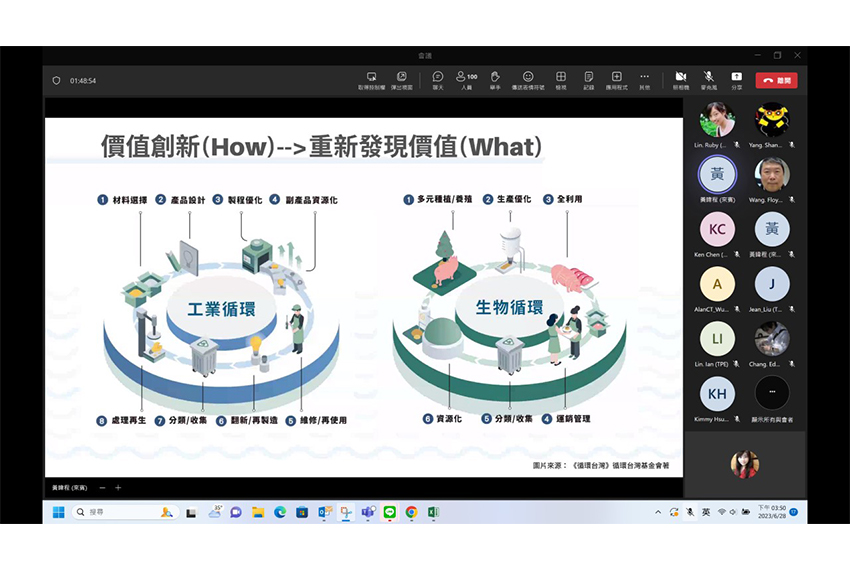 會議
01:48:54
取得控制權
彈出視窗
聊天
100
人員
舉手
傳送表情符號
檢視
記錄
應用程式
其他
照相機
麥克風
分享
離開
價值創新(How)-->重新發現價值(What)
1 材料選擇 2 產品設計 3 製程優化 4 副產品資源化
工業循環
8 處理再生 7 分類/收集 6 翻新/再製造 5 維修/再使用
1 多元種植/養殖 2 生產優化 3 全利用
生物循環
6 資源化 5 分類/收集 4 運銷管理
圖片來源：《循環台灣》循環台灣基金會著
黃緯程 (來賓)
Lin. Ruby (...
Yang. Shan...
黃
黃緯程 (來賓)
Wang. Floy...
KC
Ken Chen (...
黃
黃緯程 (來...
A
AlanCT_Wu...
J
Jean_Liu (T...
LI
Lin. Ian (TPE)
Chang. Ed...
KH
Kimmy Hsu...
...
顯示所有與會者
搜尋
35°
英
下午 03:50
2023/6/28